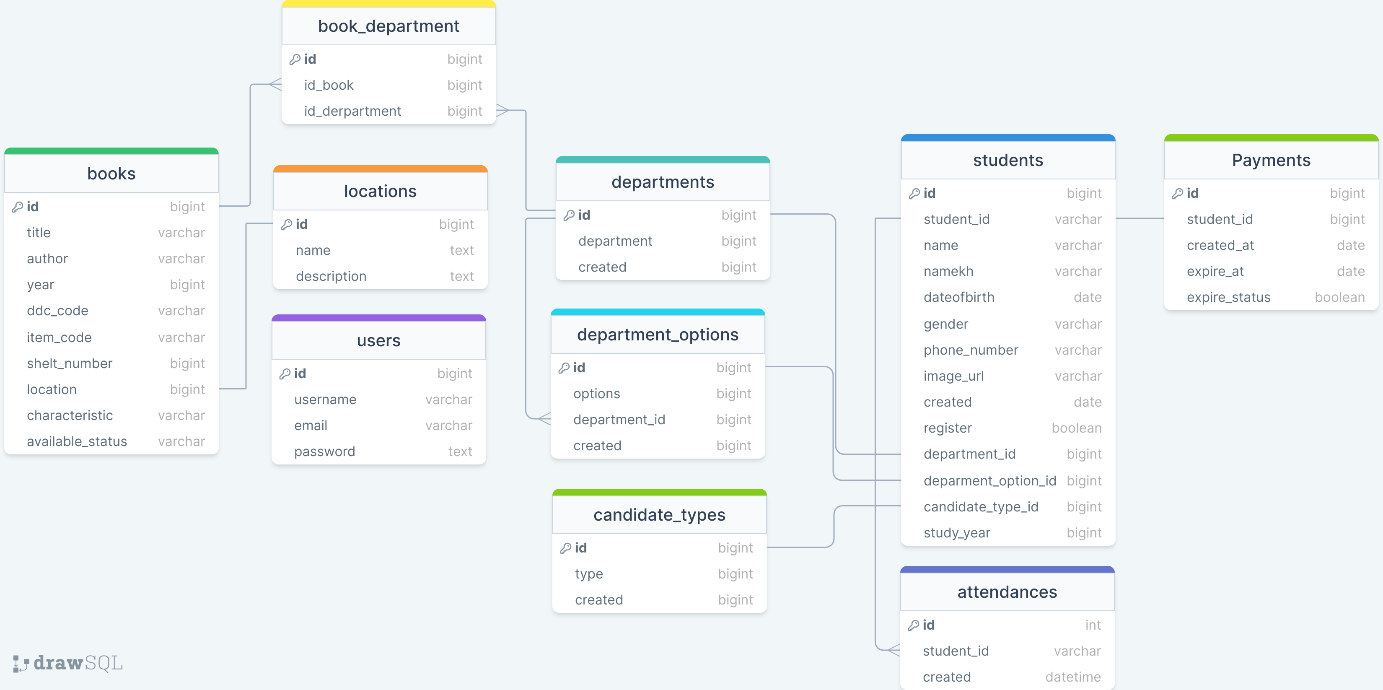 book_department
id bigint
id_book bigint
id_derpartment bigint
books
id bigint
title varchar
author varchar
year bigint
ddc_code varchar
item_code varchar
shelt_number bigint
location bigint
characteristic varchar
available_status varchar
locations
id bigint
name text
description text
users
id bigint
username varchar
email varchar
password text
departments
id bigint
department bigint
created bigint
department_options
id bigint
options bigint
department_id bigint
created bigint
candidate_types
id bigint
type bigint
created bigint
students
id bigint
student_id varchar
name varchar
namekh varchar
dateofbirth date
gender varchar
phone_number varchar
image_url varchar
created date
register boolean
department_id bigint
deparment_option_id bigint
candidate_type_id bigint
study_year bigint
attendances
id int
student_id varchar
created datetime
Payments
id bigint
student_id bigint
created_at date
expire_at date
expire_status boolean
drawSQL